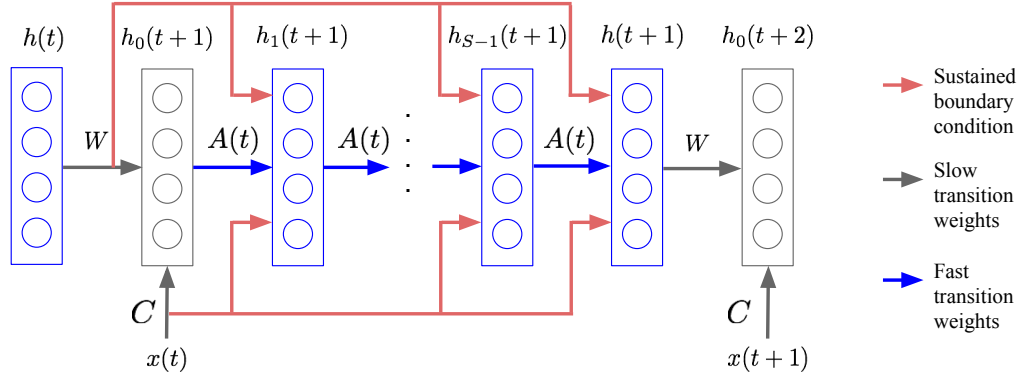 h(t)
h_0(t+1)
h_1(t+1)
h_{S-1}(t+1)
h(t+1)
h_0(t+2)
W
A(t)
A(t)
A(t)
W
C
C
x(t)
x(t+1)
Sustained
boundary
condition
Slow
transition
weights
Fast
transition
weights